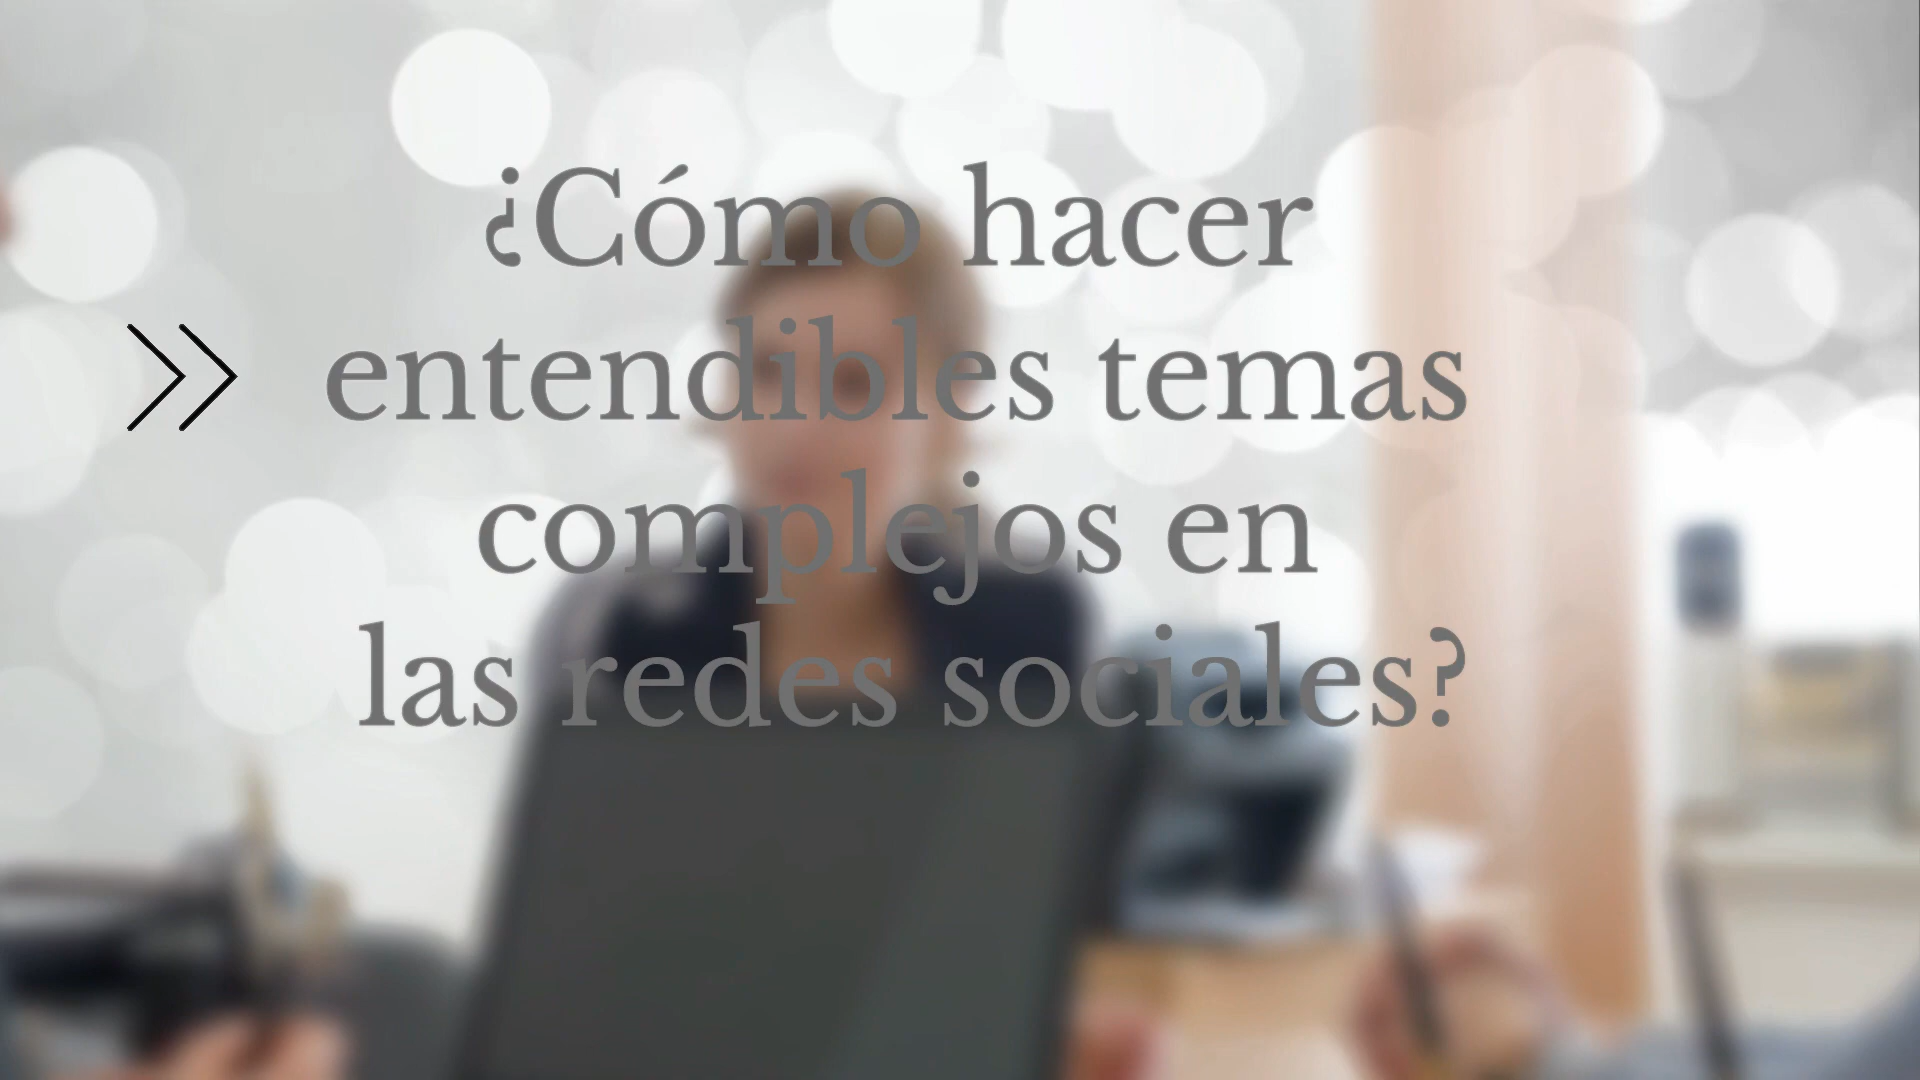 ¿Cómo hacer
entendibles temas
complejos en
las redes sociales?